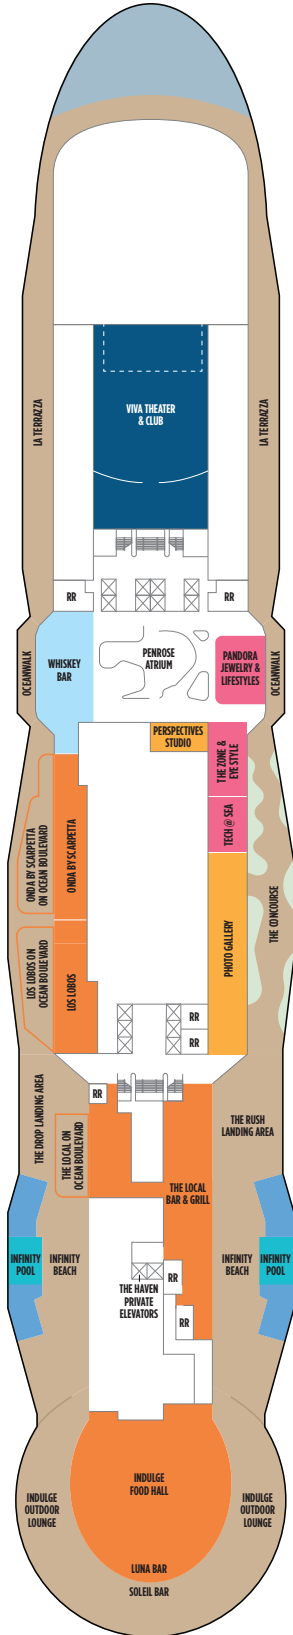 LA TERRAZZA
VIVA THEATER
& CLUB
LA TERRAZZA
RR
RR
OCEANWALK
WHISKEY
BAR
PENROSE
ATRIUM
PANDORA
JEWELRY &
LIFESTYLES
OCEANWALK
PERSPECTIVES
STUDIO
THE ZONE &
EYE STYLE
ONDA BY SCARPETTA
ON OCEAN BOULEVARD
ONDA BY SCARPETTA
TECH @ SEA
THE CONCOURSE
PHOTO GALLERY
LOS LOBOS ON
OCEAN BOULEVARD
LOS LOBOS
RR
RR
RR
THE DROP LANDING AREA
THE LOCAL ON
OCEAN BOULEVARD
THE RUSH
LANDING AREA
THE LOCAL
BAR & GRILL
INFINITY
POOL
INFINITY
BEACH
THE HAVEN
PRIVATE
ELEVATORS
RR
RR
INFINITY
BEACH
INFINITY
POOL
INDULGE
OUTDOOR
LOUNGE
INDULGE
FOOD HALL
INDULGE
OUTDOOR
LOUNGE
LUNA BAR
SOLEIL BAR